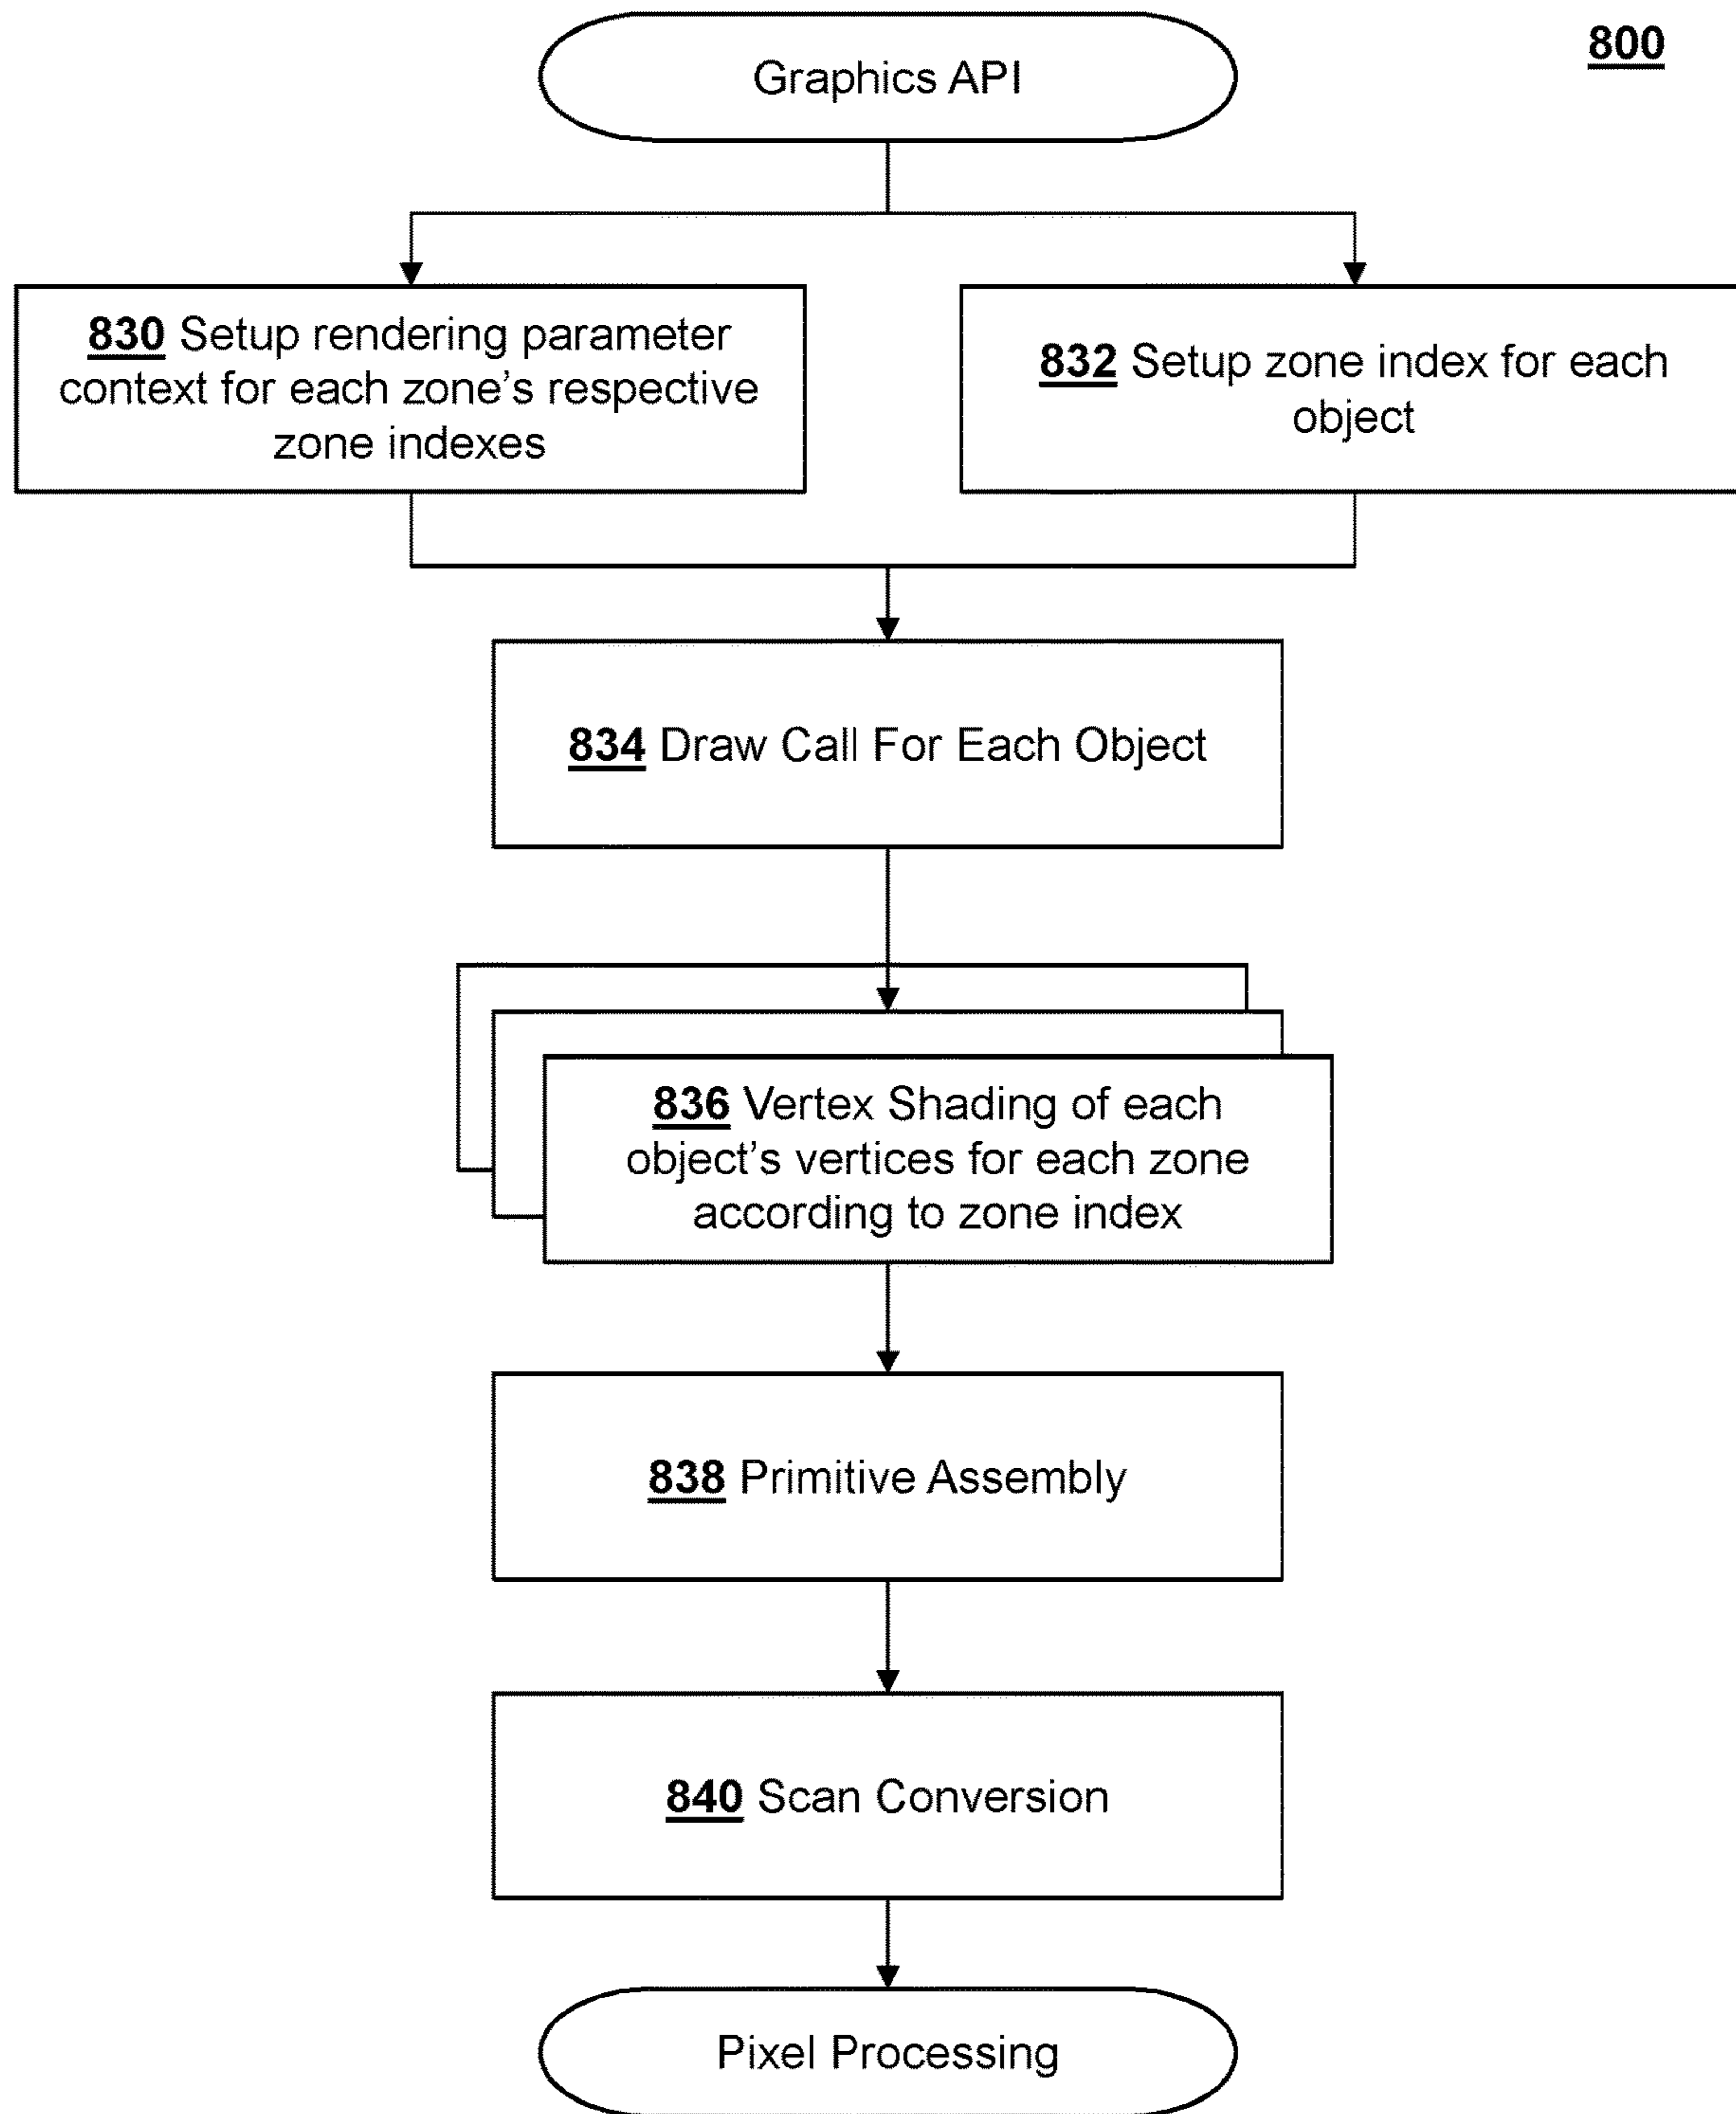 800
Graphics API
830 Setup rendering parameter
context for each zone's respective
zone indexes
832 Setup zone index for each
object
834 Draw Call For Each Object
836 Vertex Shading of each
object's vertices for each zone
according to zone index
838 Primitive Assembly
840 Scan Conversion
Pixel Processing